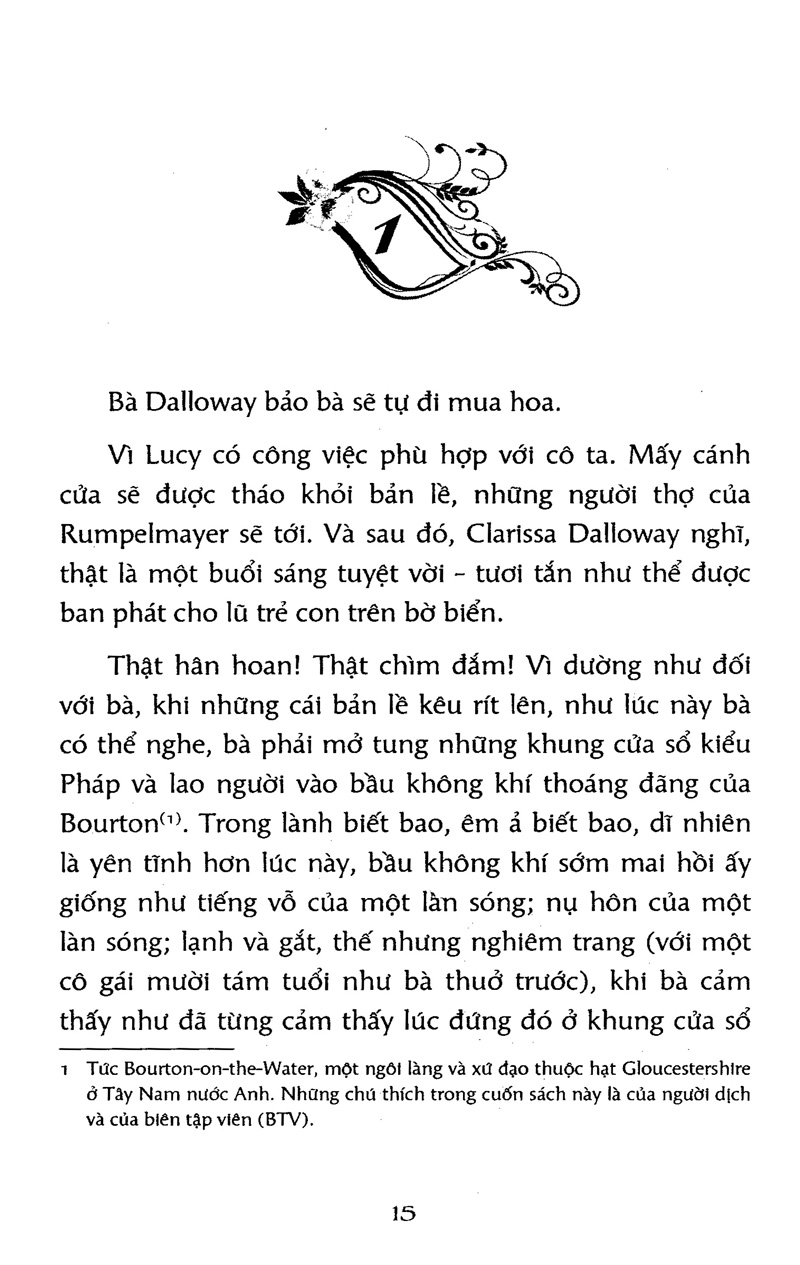 1
Bà Dalloway bảo bà sẽ tự đi mua hoa.
Vì Lucy có công việc phù hợp với cô ta. Mấy cánh
cửa sẽ được tháo khỏi bản lề, những người thợ của
Rumpelmayer sẽ tới. Và sau đó, Clarissa Dalloway nghĩ,
thật là một buổi sáng tuyệt vời – tươi tắn như thể được
ban phát cho lũ trẻ con trên bờ biển.
Thật hân hoan! Thật chìm đắm! Vì dường như đối
với bà, khi những cái bản lề kêu rít lên, như lúc này bà
có thể nghe, bà phải mở tung những khung cửa sổ kiểu
Pháp và lao người vào bầu không khí thoáng đãng của
Bourton(1). Trong lành biết bao, êm ả biết bao, dĩ nhiên
là yên tĩnh hơn lúc này, bầu không khí sớm mai hồi ấy
giống như tiếng vỗ của một làn sóng; nụ hôn của một
làn sóng; lạnh và gắt, thế nhưng nghiêm trang (với một
cô gái mười tám tuổi như bà thuở trước), khi bà cảm
thấy như đã từng cảm thấy lúc đứng đó ở khung cửa sổ
1 Tức Bourton-on-the-Water, một ngôi làng và xứ đạo thuộc hạt Gloucestershire
ở Tây Nam nước Anh. Những chú thích trong cuốn sách này là của người dịch
và của biên tập viên (BTV).
15